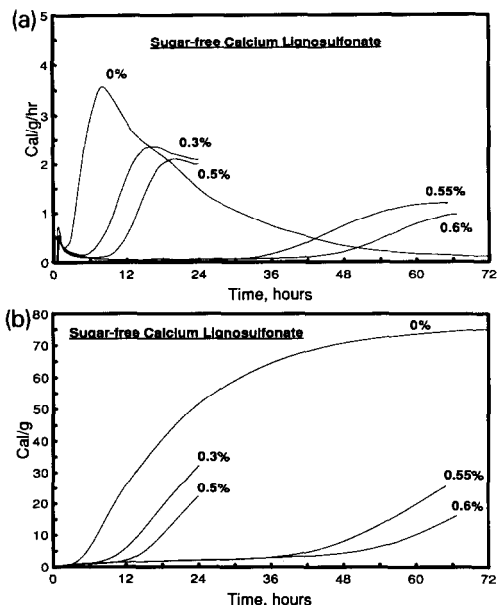 (a)
5
Sugar-free Calcium Lignosulfonate
0%
4
Cal/g/hr
3
0.3%
2
0.5%
0.55%
1
0.6%
0
0 12 24 36 48 60 72
Time, hours
(b)
80
Sugar-free Calcium Lignosulfonate
0%
70
60
50
Cal/g
40
0.3%
30
0.5%
0.55%
20
0.6%
10
0
0 12 24 36 48 60 72
Time, hours